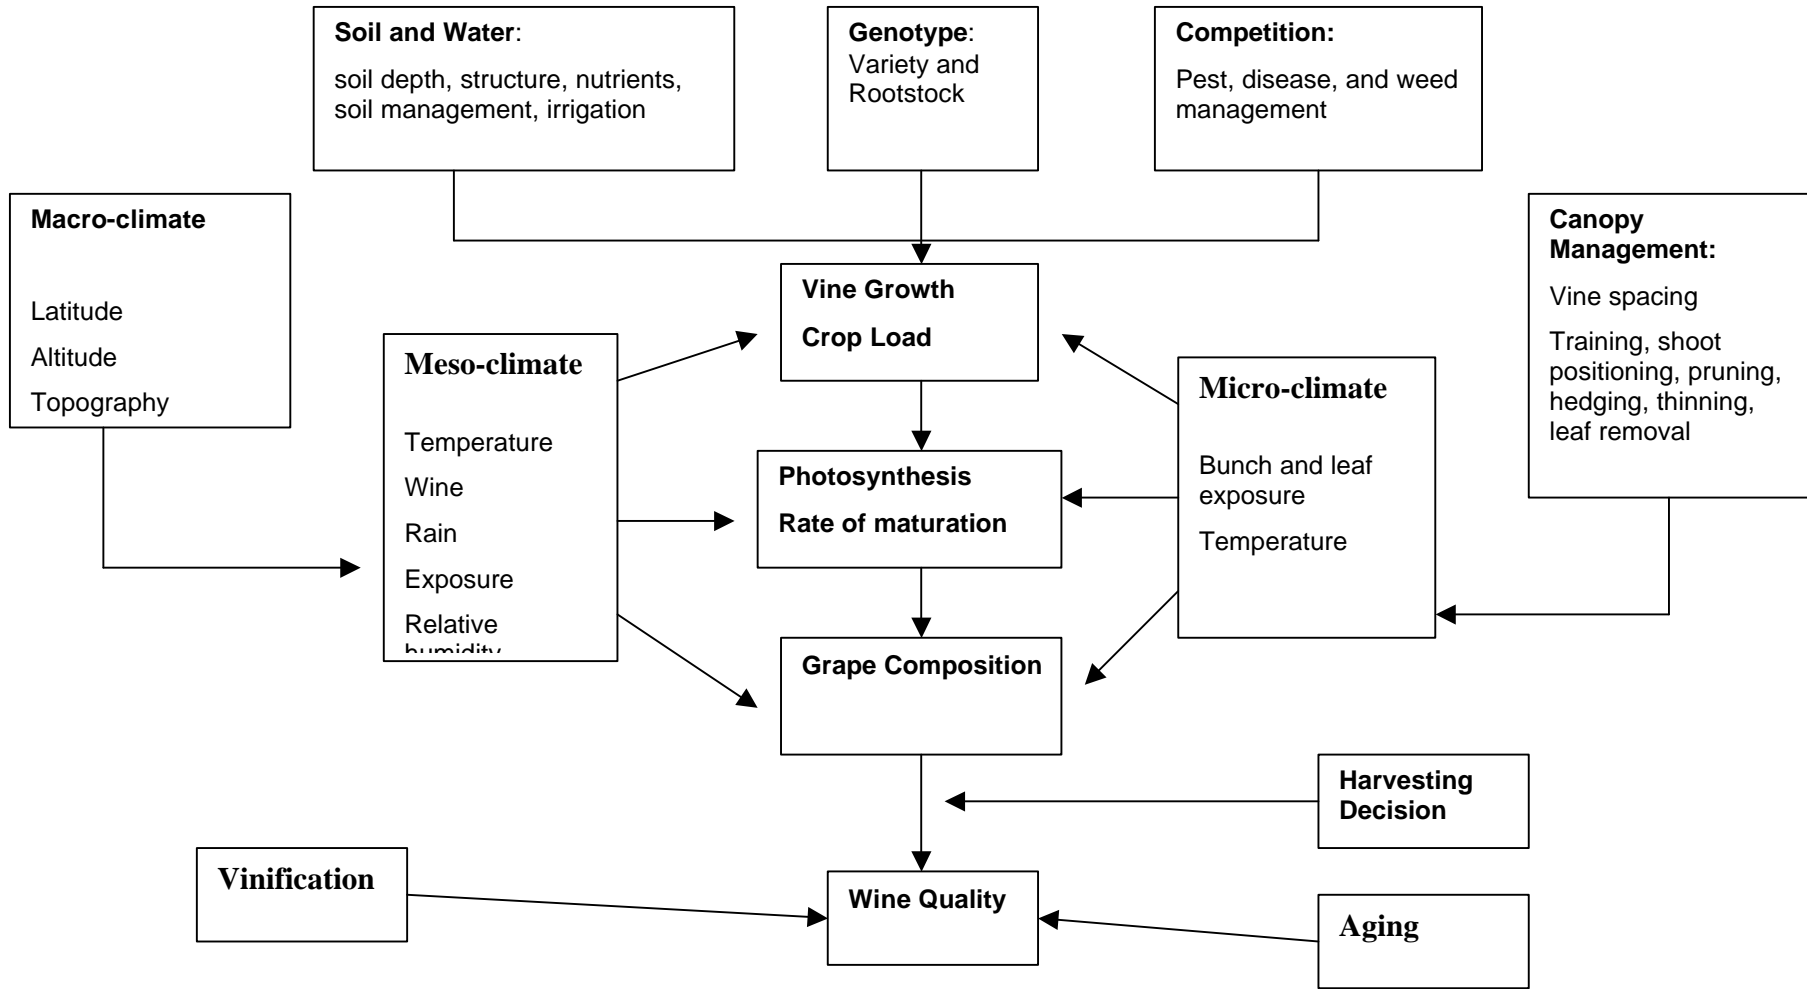 Soil and Water:
soil depth, structure, nutrients,
soil management, irrigation
Genotype:
Variety and
Rootstock
Competition:
Pest, disease, and weed
management
Macro-climate
Latitude
Altitude
Topography
Canopy
Management:
Vine spacing
Training, shoot
positioning, pruning,
hedging, thinning,
leaf removal
Vine Growth
Crop Load
Meso-climate
Temperature
Wine
Rain
Exposure
Relative
humidity
Micro-climate
Bunch and leaf
exposure
Temperature
Photosynthesis
Rate of maturation
Grape Composition
Harvesting
Decision
Vinification
Wine Quality
Aging